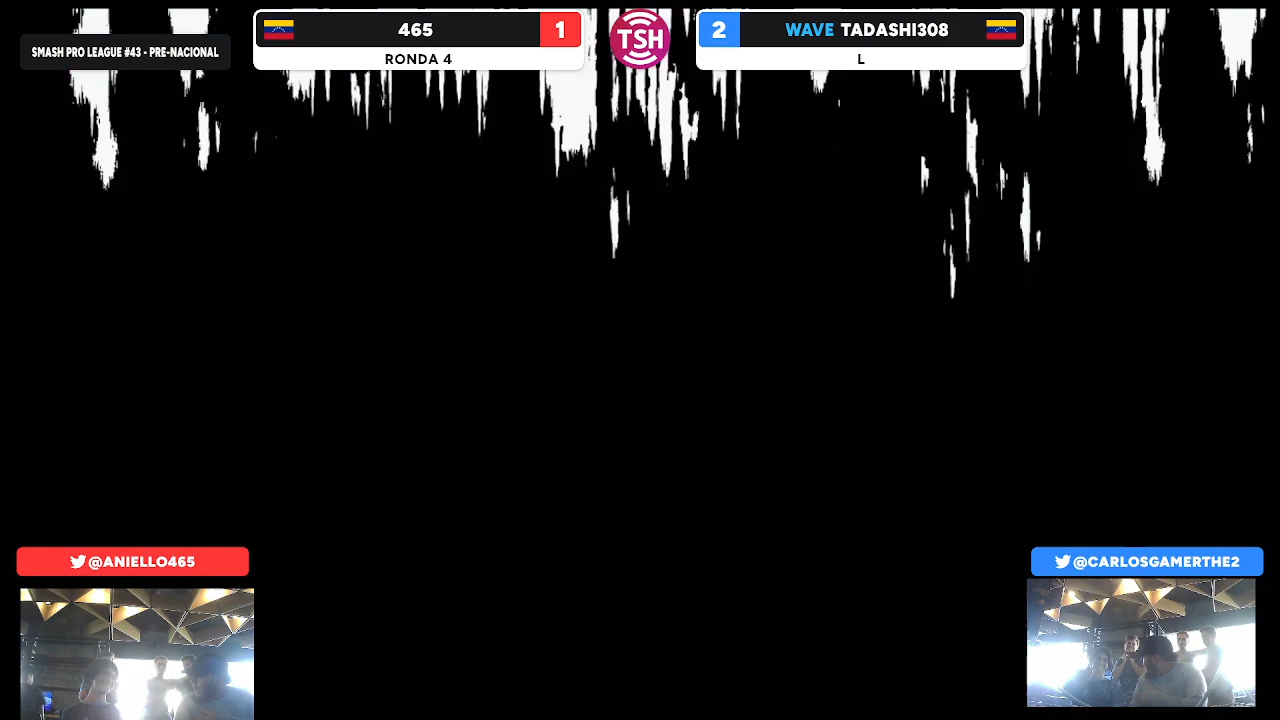 SMASH PRO LEAGUE #43 - PRE-NACIONAL
465
1
RONDA 4
TSH
2
WAVE TADASHI308
L
@ANIELLO465
@CARLOSGAMERTHE2